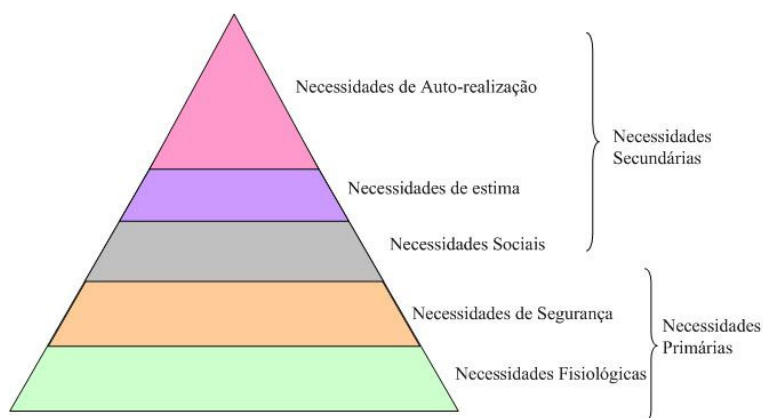 Necessidades de Auto-realização
Necessidades
Secundárias
Necessidades de estima
Necessidades Sociais
Necessidades de Segurança
Necessidades
Primárias
Necessidades Fisiológicas